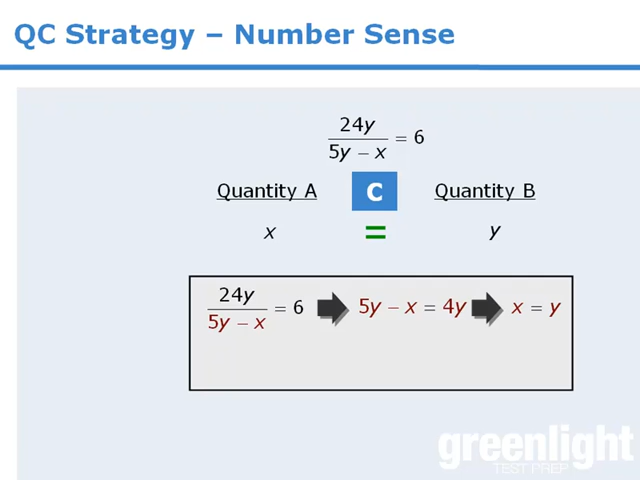 QC Strategy – Number Sense
24y
5y – x = 6
Quantity A C Quantity B
x = y
24y
5y – x = 6 5y – x = 4y x = y
greenlight
TEST PREP